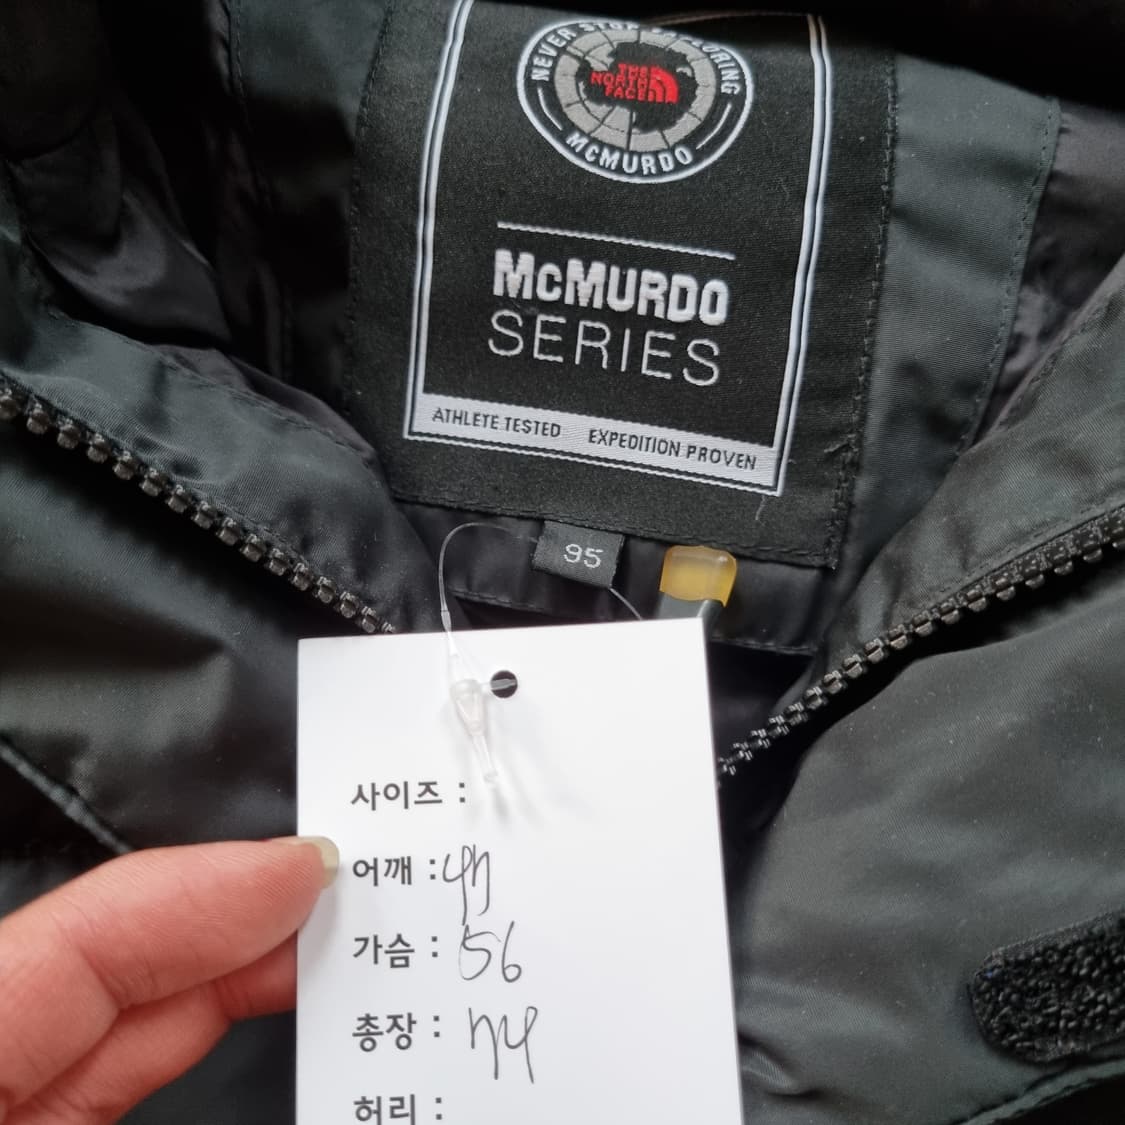 NEVER STOP EXPLORING
THE
NORTH
FACE
McMURDO
McMURDO
SERIES
ATHLETE TESTED EXPEDITION PROVEN
95
사이즈 :
어깨 : 47
가슴 : 56
총장 : 74
허리 :